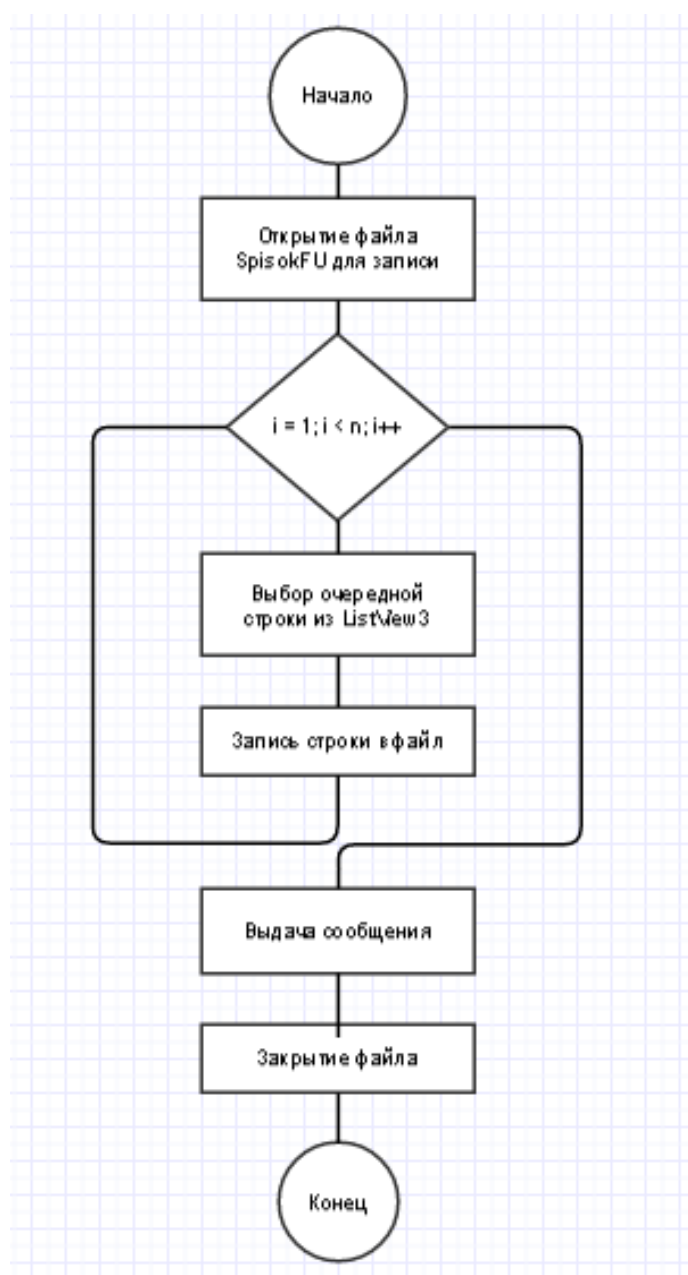 Начало
Открытие файла
SpisokFU для записи
i = 1; i < n; i++
Выбор очередной
строки из ListView3
Запись строки в файл
Выдача сообщения
Закрытие файла
Конец